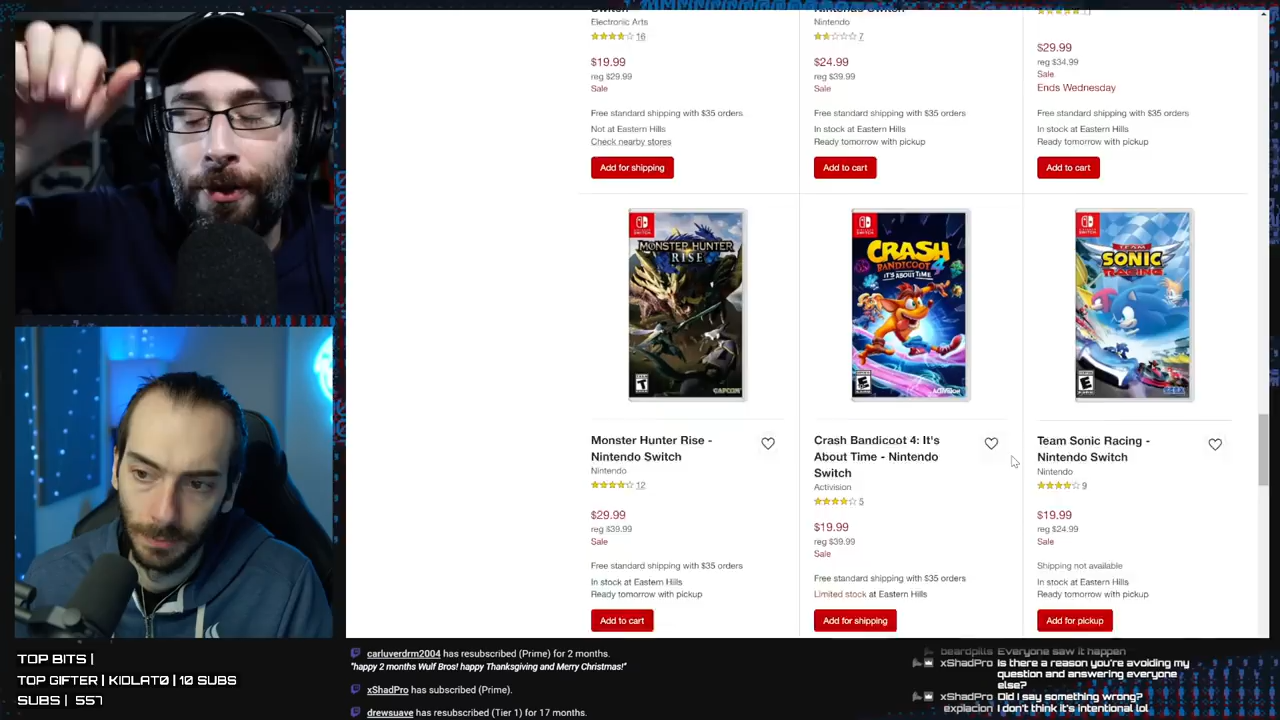 Electronic Arts
16
$19.99
reg $29.99
Sale
Free standard shipping with $35 orders
Not at Eastern Hills
Check nearby stores
Add for shipping
Nintendo Switch
Nintendo
7
$24.99
reg $39.99
Sale
Free standard shipping with $35 orders
In stock at Eastern Hills
Ready tomorrow with pickup
Add to cart
$29.99
reg $34.99
Sale
Ends Wednesday
Free standard shipping with $35 orders
In stock at Eastern Hills
Ready tomorrow with pickup
Add to cart
MONSTER HUNTER
RISE
CAPCOM
CRASH
BANDICOOT 4
IT'S ABOUT TIME
ACTIVISION
TEAM
SONIC
RACING
SEGA
Monster Hunter Rise -
Nintendo Switch
Nintendo
12
$29.99
reg $39.99
Sale
Free standard shipping with $35 orders
In stock at Eastern Hills
Ready tomorrow with pickup
Add to cart
Crash Bandicoot 4: It's
About Time - Nintendo
Switch
Activision
5
$19.99
reg $39.99
Sale
Free standard shipping with $35 orders
Limited stock at Eastern Hills
Add for shipping
Team Sonic Racing -
Nintendo Switch
Nintendo
9
$19.99
reg $24.99
Sale
Shipping not available
In stock at Eastern Hills
Ready tomorrow with pickup
Add for pickup
TOP BITS |
TOP GIFTER | KIDLAT0 | 10 SUBS
SUBS | 557
carluverdrm2004 has resubscribed (Prime) for 2 months.
"happy 2 months Wulf Bros! happy Thanksgiving and Merry Christmas!"
xShadPro has subscribed (Prime).
drewsuave has resubscribed (Tier 1) for 17 months.
beardpills Everyone saw it happen
xShadPro Is there a reason you're avoiding my
question and answering everyone
else?
xShadPro Did I say something wrong?
explacion I don't think it's intentional lol